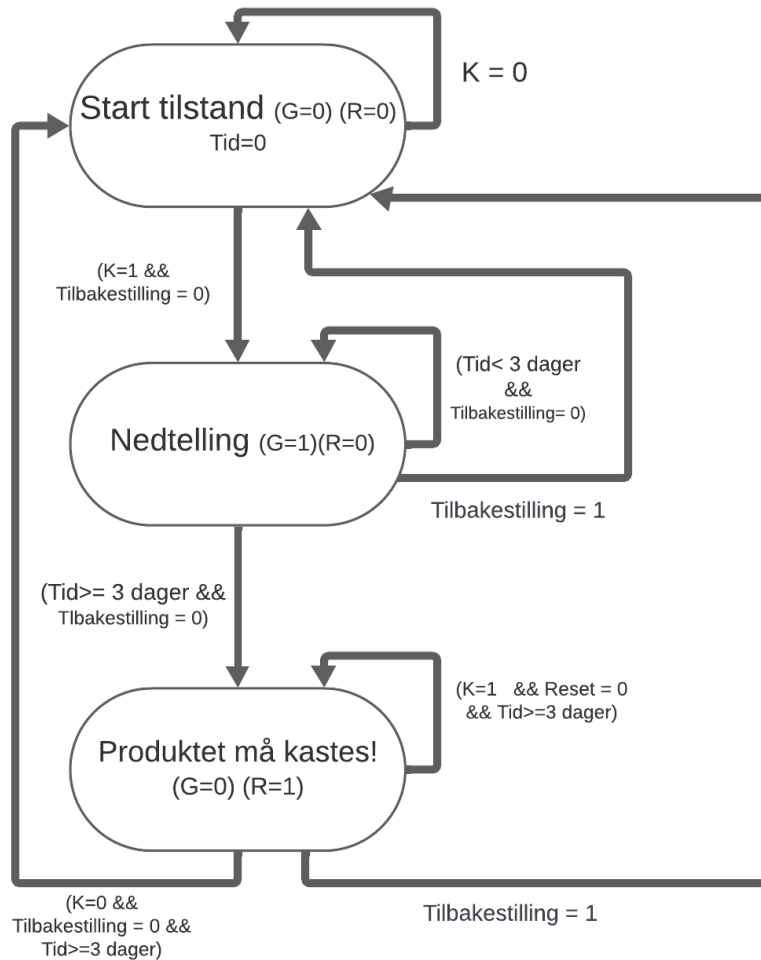 K = 0
Start tilstand (G=0) (R=0)
Tid=0
(K=1 &&
Tilbakestilling = 0)
(Tid< 3 dager
&&
Tilbakestilling= 0)
Nedtelling (G=1)(R=0)
Tilbakestilling = 1
(Tid>= 3 dager &&
Tlbakestilling = 0)
(K=1 && Reset = 0
&& Tid>=3 dager)
Produktet må kastes!
(G=0) (R=1)
(K=0 &&
Tilbakestilling = 0 &&
Tid>=3 dager)
Tilbakestilling = 1